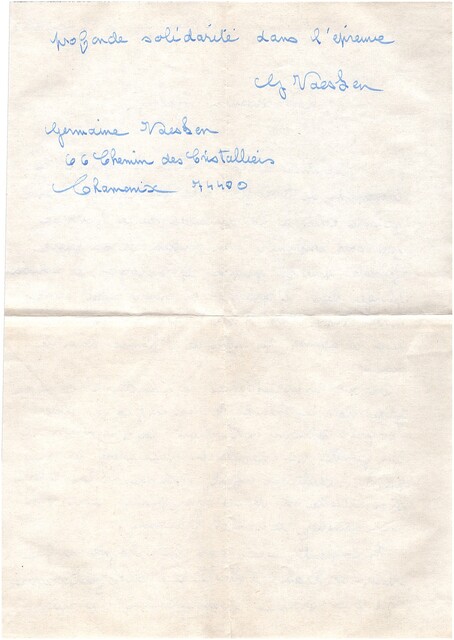 profonde solidarité dans l'épreuve
G Vaesken
Germaine Vaesken
66 Chemin des Cristalliers
Chamonix 74400